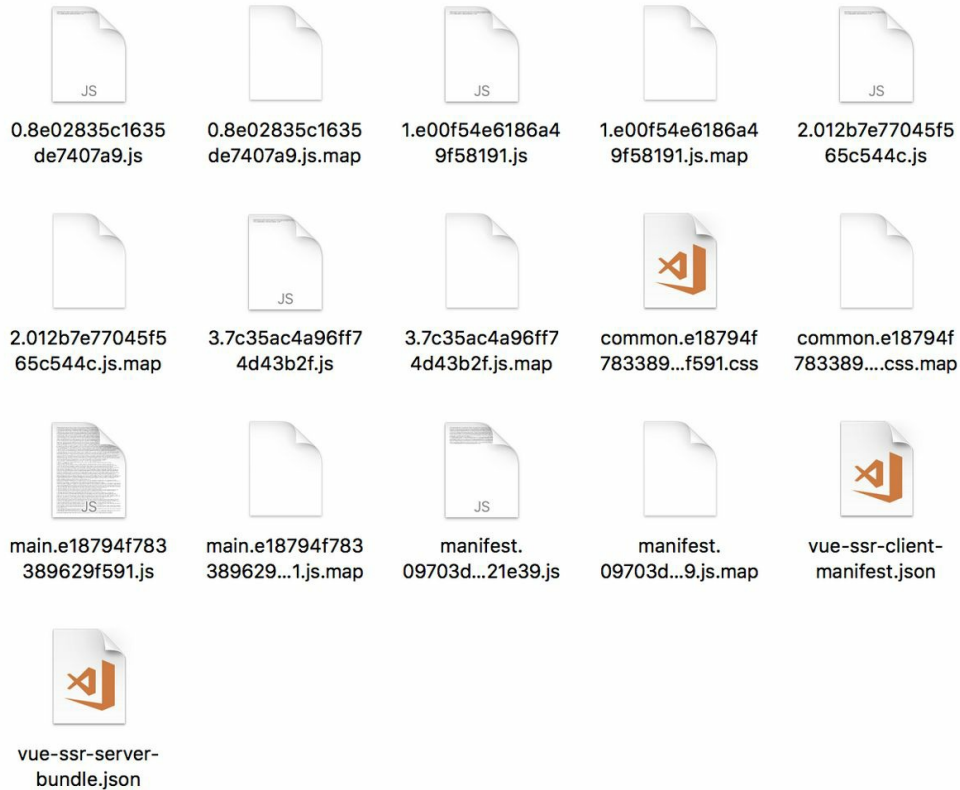 JS
JS
JS
0.8e02835c1635
de7407a9.js
0.8e02835c1635
de7407a9.js.map
1.e00f54e6186a4
9f58191.js
1.e00f54e6186a4
9f58191.js.map
2.012b7e77045f5
65c544c.js
JS
2.012b7e77045f5
65c544c.js.map
3.7c35ac4a96ff7
4d43b2f.js
3.7c35ac4a96ff7
4d43b2f.js.map
common.e18794f
783389...f591.css
common.e18794f
783389....css.map
JS
JS
main.e18794f783
389629f591.js
main.e18794f783
389629...1.js.map
manifest.
09703d...21e39.js
manifest.
09703d...9.js.map
vue-ssr-client-
manifest.json
vue-ssr-server-
bundle.json